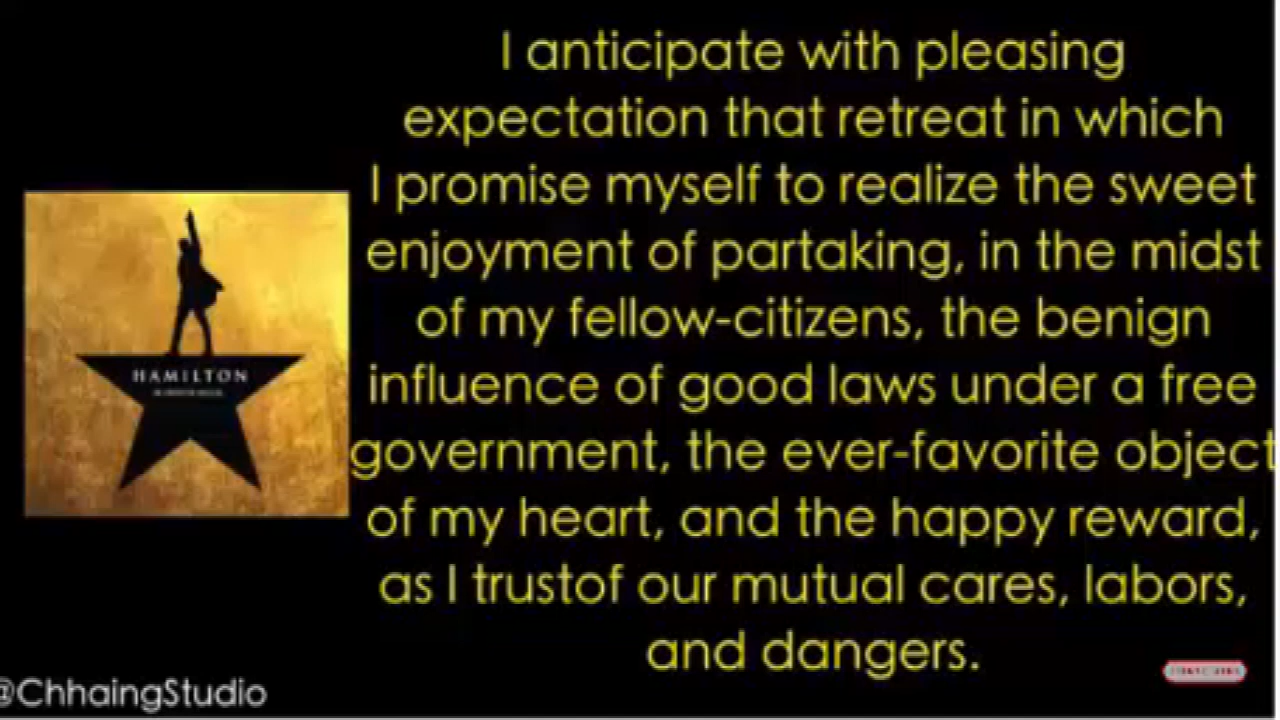 I anticipate with pleasing
expectation that retreat in which
I promise myself to realize the sweet
enjoyment of partaking, in the midst
of my fellow-citizens, the benign
influence of good laws under a free
government, the ever-favorite object
of my heart, and the happy reward,
as I trustof our mutual cares, labors,
and dangers.
HAMILTON
@ChhaingStudio